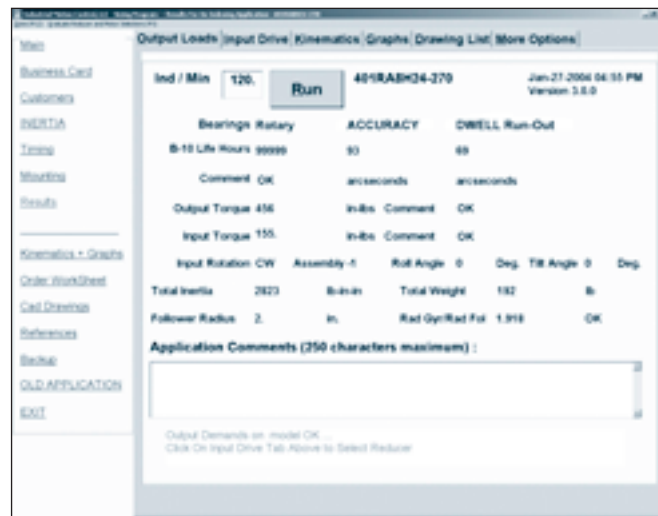 Output Loads Input Drive Kinematics Graphs Drawing List More Options
Main
Business Card
Customers
INERTIA
Timing
Mounting
Results
Kinematics + Graphs
Order WorkSheet
Cad Drawings
References
Backup
OLD APPLICATION
EXIT
Ind / Min 120. Run 401RA8H24-270 Jan-27-2004 04:55 PM
Version 3.0.0
Bearings Rotary ACCURACY DWELL Run-Out
B-10 Life Hours 99999 93 69
Comment OK arcseconds arcseconds
Output Torque 456 in-lbs Comment OK
Input Torque 155. in-lbs Comment OK
Input Rotation CW Assembly -1 Roll Angle 0 Deg. Tilt Angle 0 Deg.
Total Inertia 2823 lb-in-in Total Weight 192 lb
Follower Radius 2. in. Rad Gyr/Rad Fol 1.918 OK
Application Comments (250 characters maximum) :
Output Demands on model OK ...
Click On Input Drive Tab Above to Select Reducer